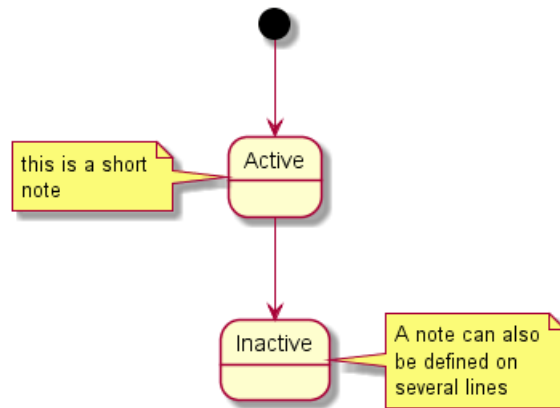 Active
this is a short
note
Inactive
A note can also
be defined on
several lines